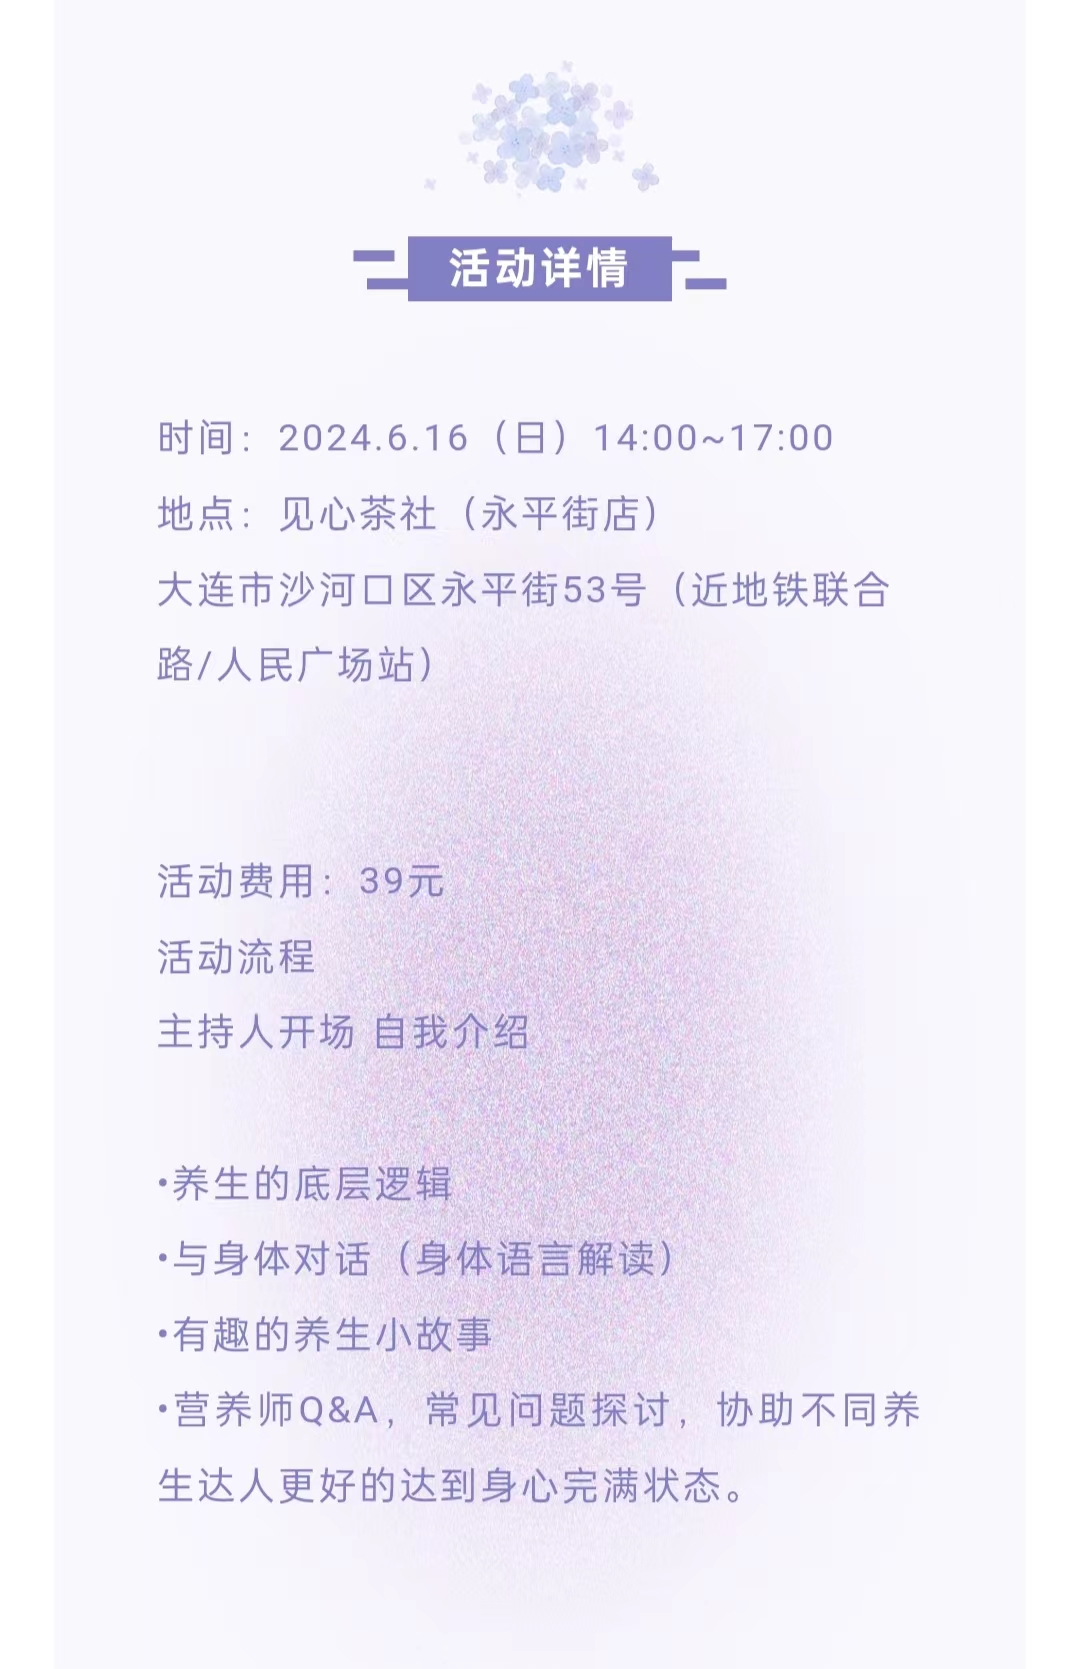 活动详情
时间：2024.6.16（日）14:00~17:00
地点：见心茶社（永平街店）
大连市沙河口区永平街53号（近地铁联合
路/人民广场站）
活动费用：39元
活动流程
主持人开场 自我介绍
•养生的底层逻辑
•与身体对话（身体语言解读）
•有趣的养生小故事
•营养师Q&A，常见问题探讨，协助不同养
生达人更好的达到身心完满状态。